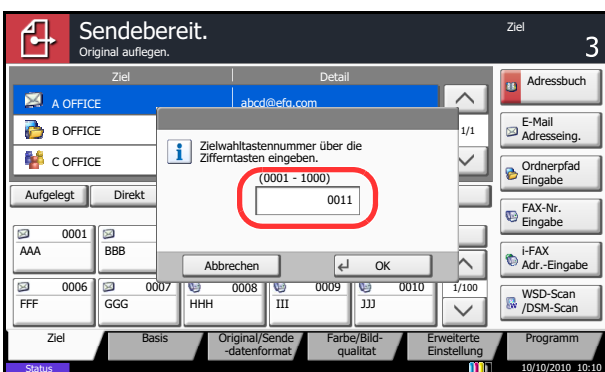 Sendebereit.
Original auflegen.
Ziel
3
Ziel
Detail
A OFFICE
abcd@efg.com
B OFFICE
C OFFICE
1/1
Zielwahltastennummer über die
Zifferntasten eingeben.
(0001 - 1000)
0011
Abbrechen
OK
Adressbuch
E-Mail
Adresseing.
Ordnerpfad
Eingabe
FAX-Nr.
Eingabe
i-FAX
Adr.-Eingabe
WSD-Scan
/DSM-Scan
Aufgelegt
Direkt
0001
AAA
BBB
0006
FFF
0007
GGG
0008
HHH
0009
III
0010
JJJ
1/100
Ziel
Basis
Original/Sende
-datenformat
Farbe/Bild-
qualitat
Erweiterte
Einstellung
Programm
Status
10/10/2010 10:10